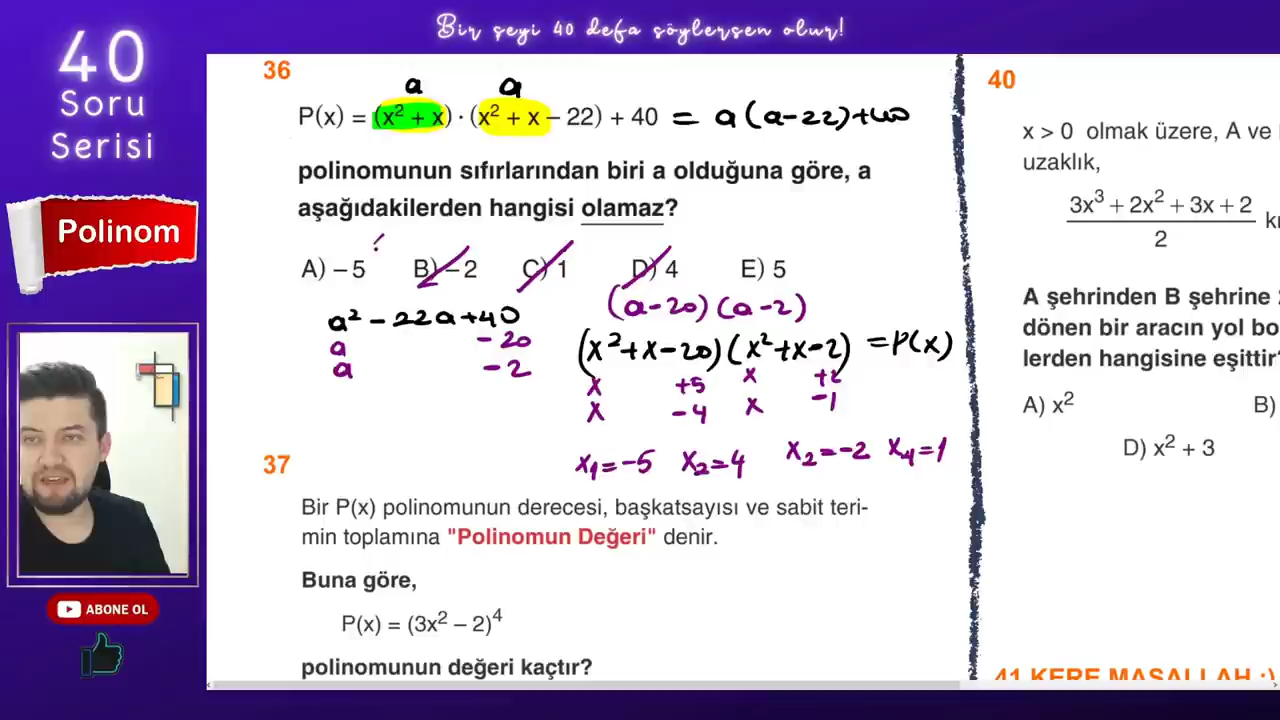 Bir şeyi 40 defa söylersen olur!
40
Soru
Serisi
Polinom
ABONE OL
36
a a
P(x) = (x² + x) · (x² + x – 22) + 40 = a(a-22)+40
polinomunun sıfırlarından biri a olduğuna göre, a
aşağıdakilerden hangisi olamaz?
A) – 5 B) – 2 C) 1 D) 4 E) 5
a² - 22a + 40
a - 20
a - 2
(a-20)(a-2)
(x²+x-20)(x²+x-2) = P(x)
x +5 x +2
x -4 x -1
x₁=-5 x₂=4 x₂=-2 x₄=1
37
Bir P(x) polinomunun derecesi, başkatsayısı ve sabit teri-
min toplamına "Polinomun Değeri" denir.
Buna göre,
P(x) = (3x² – 2)⁴
polinomunun değeri kaçtır?
40
x > 0 olmak üzere, A ve
uzaklık,
3x³ + 2x² + 3x + 2
2
A şehrinden B şehrine
dönen bir aracın yol bo
lerden hangisine eşittir
A) x² B)
D) x² + 3
41 KERE MAŞALLAH :)